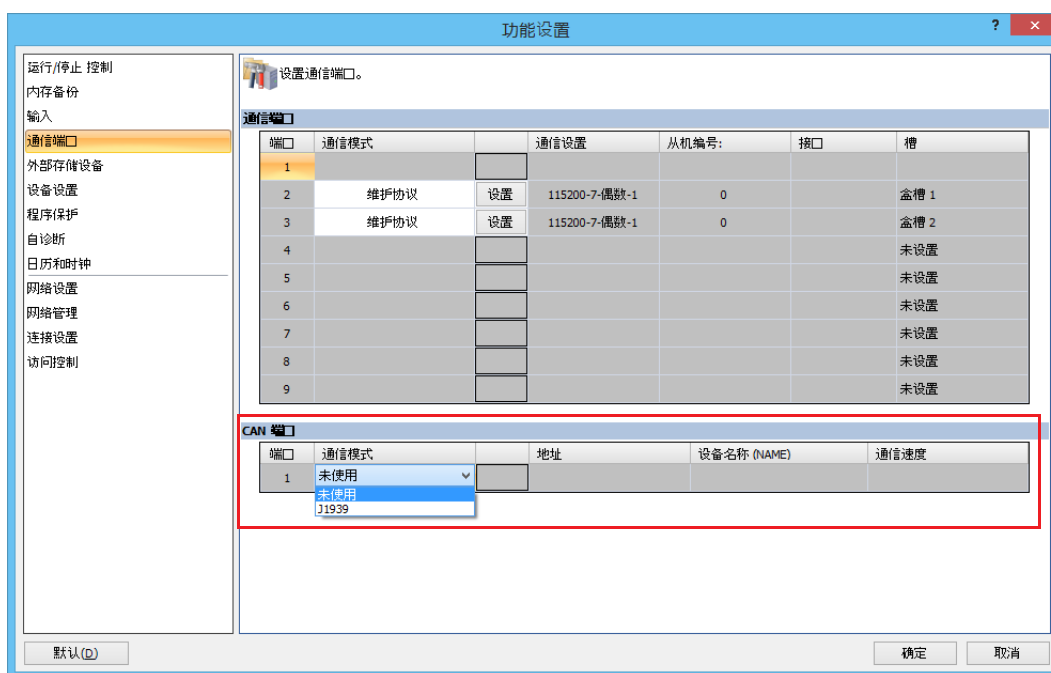 功能设置
?
×
运行/停止 控制
内存备份
输入
通信端口
外部存储设备
设备设置
程序保护
自诊断
日历和时钟
网络设置
网络管理
连接设置
访问控制
设置通信端口。
通信端口
端口 通信模式 通信设置 从机编号: 接口 槽
1
2 维护协议 设置 115200-7-偶数-1 0 盒槽 1
3 维护协议 设置 115200-7-偶数-1 0 盒槽 2
4 未设置
5 未设置
6 未设置
7 未设置
8 未设置
9 未设置
CAN 端口
端口 通信模式 地址 设备名称 (NAME) 通信速度
1 未使用
未使用
J1939
默认(D) 确定 取消